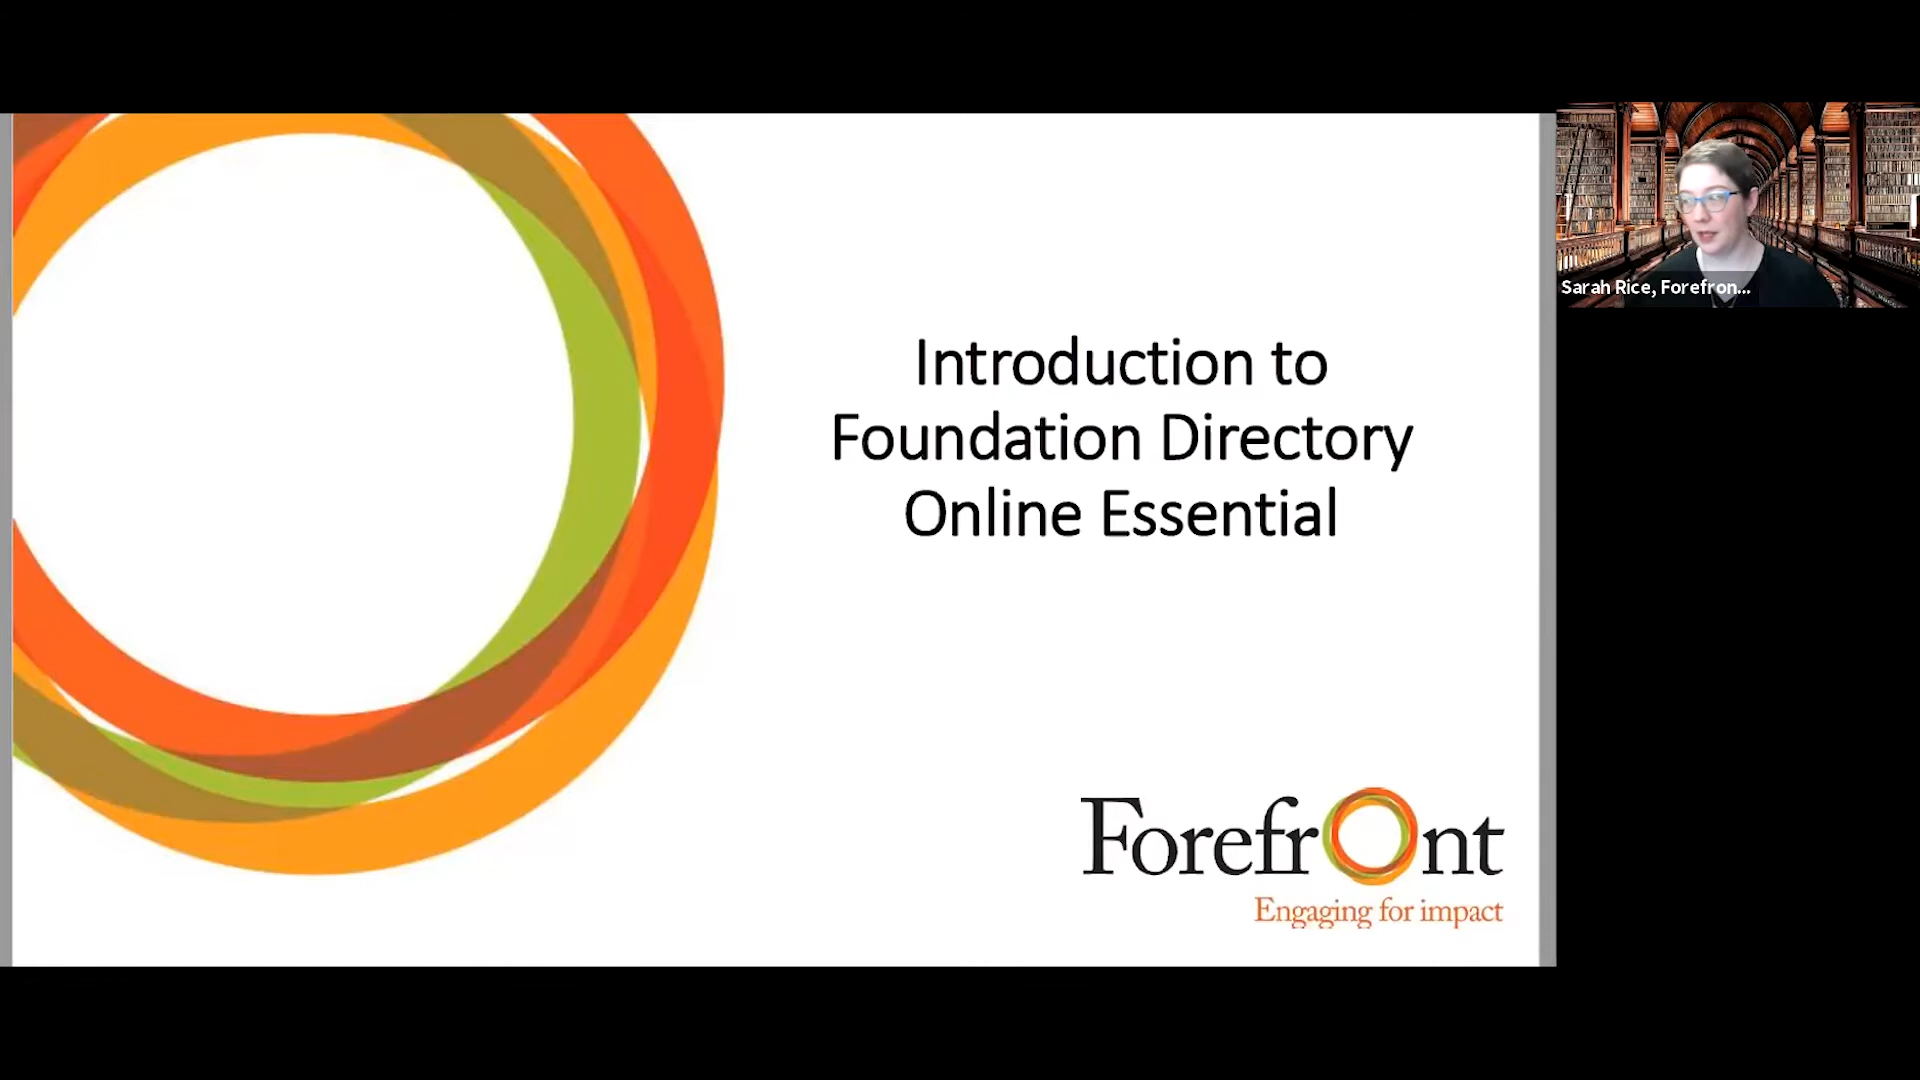 Introduction to
Foundation Directory
Online Essential
Sarah Rice, Forefron...
Forefront
Engaging for impact